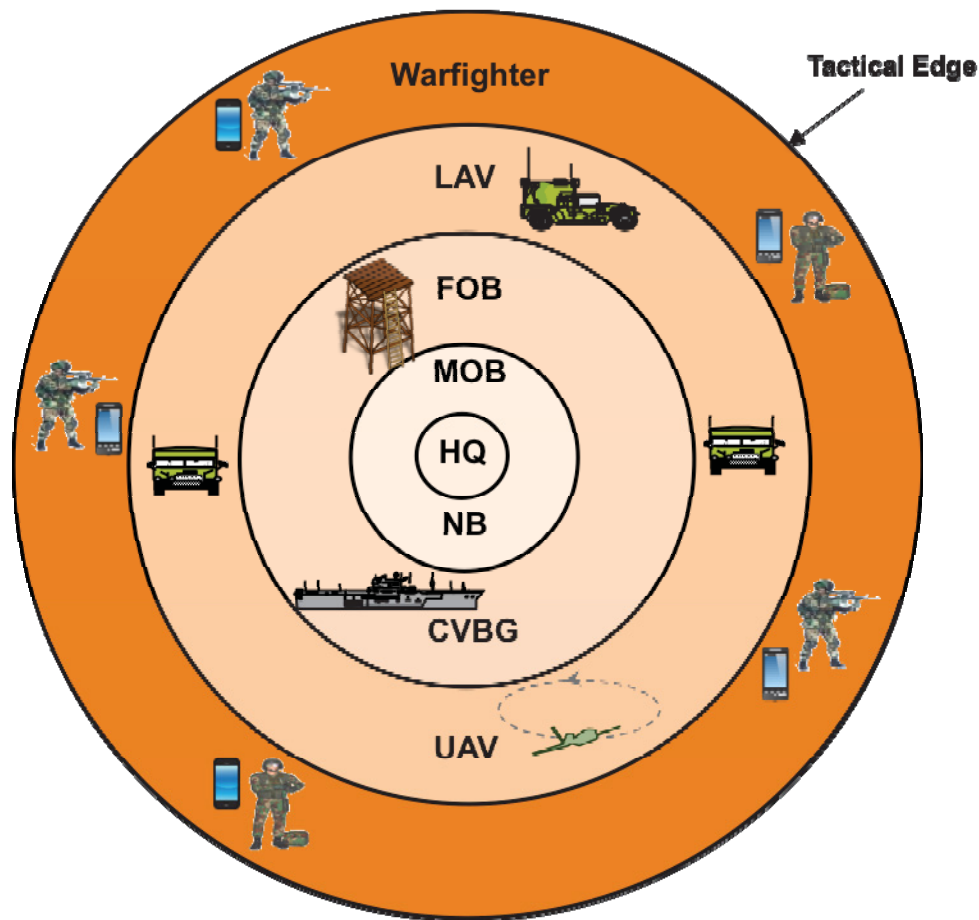 Warfighter
Tactical Edge
LAV
FOB
MOB
HQ
NB
CVBG
UAV